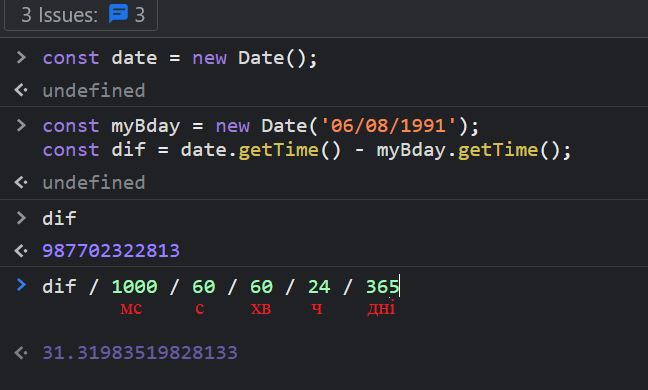 3 Issues: 3
> const date = new Date();
<· undefined
> const myBday = new Date('06/08/1991');
const dif = date.getTime() - myBday.getTime();
<· undefined
> dif
<· 987702322813
> dif / 1000 / 60 / 60 / 24 / 365
мс с хв ч дні
<· 31.31983519828133